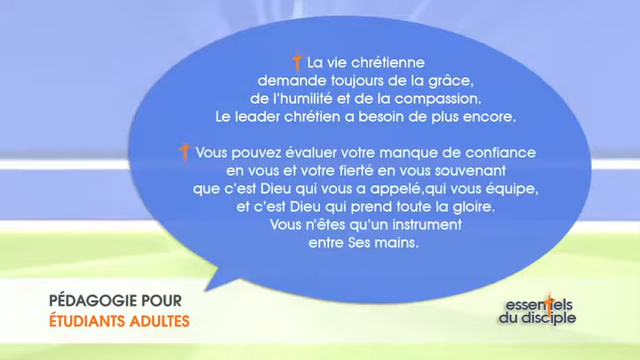 La vie chrétienne
demande toujours de la grâce,
de l'humilité et de la compassion.
Le leader chrétien a besoin de plus encore.
Vous pouvez évaluer votre manque de confiance
en vous et votre fierté en vous souvenant
que c'est Dieu qui vous a appelé,qui vous équipe,
et c'est Dieu qui prend toute la gloire.
Vous n'êtes qu'un instrument
entre Ses mains.
PÉDAGOGIE POUR
ÉTUDIANTS ADULTES
essentiels
du disciple